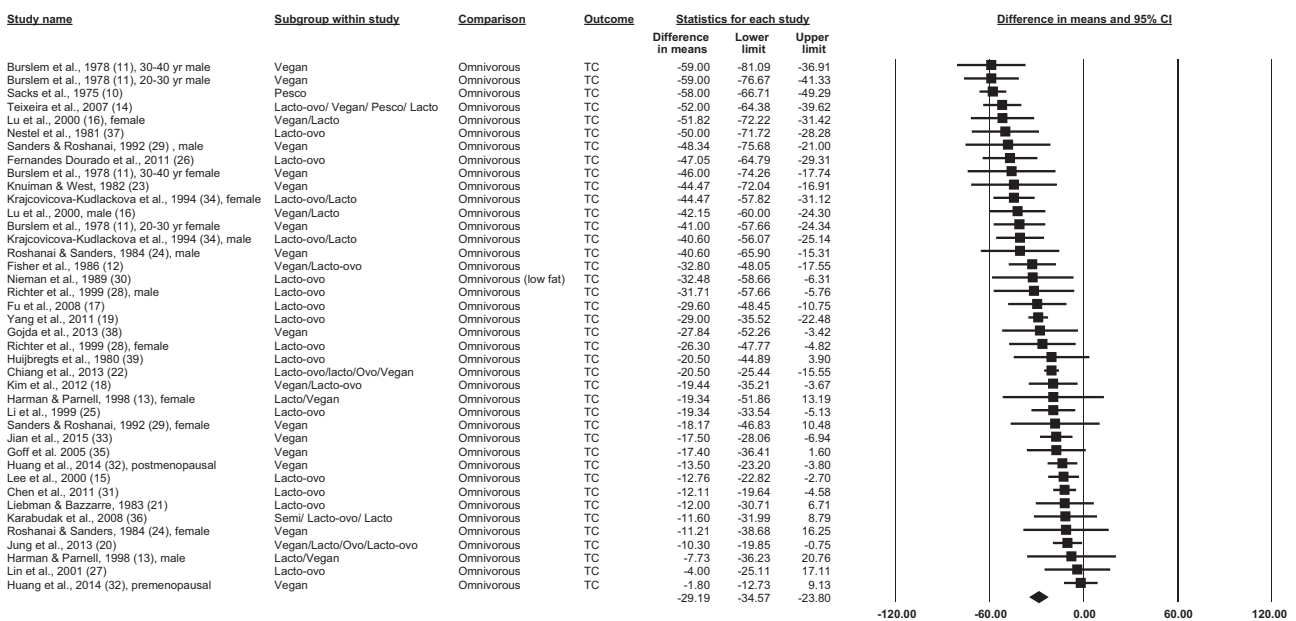 Study name Subgroup within study Comparison Outcome Statistics for each study Difference in means and 95% CI
Difference in means Lower limit Upper limit
Burslem et al., 1978 (11), 30-40 yr male Vegan Omnivorous TC -59.00 -81.09 -36.91
Burslem et al., 1978 (11), 20-30 yr male Vegan Omnivorous TC -59.00 -76.67 -41.33
Sacks et al., 1975 (10) Pesco Omnivorous TC -58.00 -66.71 -49.29
Teixeira et al., 2007 (14) Lacto-ovo/ Vegan/ Pesco/ Lacto Omnivorous TC -52.00 -64.38 -39.62
Lu et al., 2000 (16), female Vegan/Lacto Omnivorous TC -51.82 -72.22 -31.42
Nestel et al., 1981 (37) Lacto-ovo Omnivorous TC -50.00 -71.72 -28.28
Sanders & Roshanai, 1992 (29) , male Vegan Omnivorous TC -48.34 -75.68 -21.00
Fernandes Dourado et al., 2011 (26) Lacto-ovo Omnivorous TC -47.05 -64.79 -29.31
Burslem et al., 1978 (11), 30-40 yr female Vegan Omnivorous TC -46.00 -74.26 -17.74
Knuiman & West, 1982 (23) Vegan Omnivorous TC -44.47 -72.04 -16.91
Krajcovicova-Kudlackova et al., 1994 (34), female Lacto-ovo/Lacto Omnivorous TC -44.47 -57.82 -31.12
Lu et al., 2000, male (16) Vegan/Lacto Omnivorous TC -42.15 -60.00 -24.30
Burslem et al., 1978 (11), 20-30 yr female Vegan Omnivorous TC -41.00 -57.66 -24.34
Krajcovicova-Kudlackova et al., 1994 (34), male Lacto-ovo/Lacto Omnivorous TC -40.60 -56.07 -25.14
Roshanai & Sanders, 1984 (24), male Vegan Omnivorous TC -40.60 -65.90 -15.31
Fisher et al., 1986 (12) Vegan/Lacto-ovo Omnivorous TC -32.80 -48.05 -17.55
Nieman et al., 1989 (30) Lacto-ovo Omnivorous (low fat) TC -32.48 -58.66 -6.31
Richter et al., 1999 (28), male Lacto-ovo Omnivorous TC -31.71 -57.66 -5.76
Fu et al., 2008 (17) Lacto-ovo Omnivorous TC -29.60 -48.45 -10.75
Yang et al., 2011 (19) Lacto-ovo Omnivorous TC -29.00 -35.52 -22.48
Gojda et al., 2013 (38) Vegan Omnivorous TC -27.84 -52.26 -3.42
Richter et al., 1999 (28), female Lacto-ovo Omnivorous TC -26.30 -47.77 -4.82
Huijbregts et al., 1980 (39) Lacto-ovo Omnivorous TC -20.50 -44.89 3.90
Chiang et al., 2013 (22) Lacto-ovo/lacto/Ovo/Vegan Omnivorous TC -20.50 -25.44 -15.55
Kim et al., 2012 (18) Vegan/Lacto-ovo Omnivorous TC -19.44 -35.21 -3.67
Harman & Parnell, 1998 (13), female Lacto/Vegan Omnivorous TC -19.34 -51.86 13.19
Li et al., 1999 (25) Lacto-ovo Omnivorous TC -19.34 -33.54 -5.13
Sanders & Roshanai, 1992 (29), female Vegan Omnivorous TC -18.17 -46.83 10.48
Jian et al., 2015 (33) Vegan Omnivorous TC -17.50 -28.06 -6.94
Goff et al. 2005 (35) Vegan Omnivorous TC -17.40 -36.41 1.60
Huang et al., 2014 (32), postmenopausal Vegan Omnivorous TC -13.50 -23.20 -3.80
Lee et al., 2000 (15) Lacto-ovo Omnivorous TC -12.76 -22.82 -2.70
Chen et al., 2011 (31) Lacto-ovo Omnivorous TC -12.11 -19.64 -4.58
Liebman & Bazzarre, 1983 (21) Lacto-ovo Omnivorous TC -12.00 -30.71 6.71
Karabudak et al., 2008 (36) Semi/ Lacto-ovo/ Lacto Omnivorous TC -11.60 -31.99 8.79
Roshanai & Sanders, 1984 (24), female Vegan Omnivorous TC -11.21 -38.68 16.25
Jung et al., 2013 (20) Vegan/Lacto/Ovo/Lacto-ovo Omnivorous TC -10.30 -19.85 -0.75
Harman & Parnell, 1998 (13), male Lacto/Vegan Omnivorous TC -7.73 -36.23 20.76
Lin et al., 2001 (27) Lacto-ovo Omnivorous TC -4.00 -25.11 17.11
Huang et al., 2014 (32), premenopausal Vegan Omnivorous TC -1.80 -12.73 9.13
-29.19 -34.57 -23.80
-120.00 -60.00 0.00 60.00 120.00